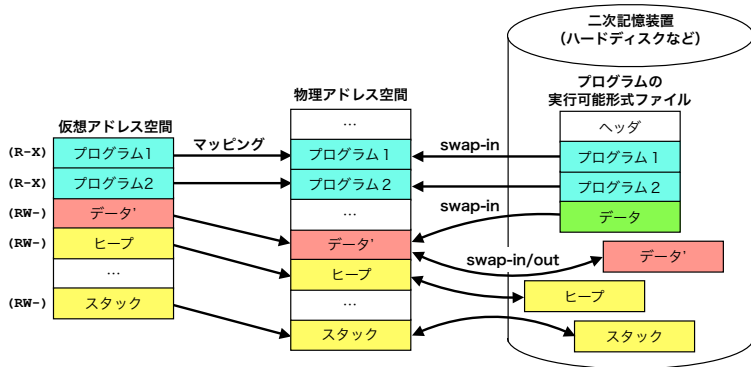 二次記憶装置
（ハードディスクなど）
プログラムの
実行可能形式ファイル
物理アドレス空間
仮想アドレス空間
… ヘッダ
(R-X) プログラム1 マッピング プログラム1 swap-in プログラム1
(R-X) プログラム2 プログラム2 プログラム2
swap-in
(RW-) データ’ … データ
(RW-) ヒープ データ’ swap-in/out データ’
… ヒープ ヒープ
(RW-) スタック …
スタック スタック